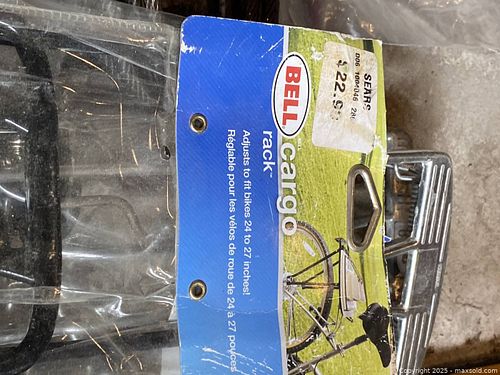 SEARS
$22.9
BELL
cargo
rack™
Adjusts to fit bikes 24 to 27 inches!
Réglable pour les vélos de roue de 24 à 27 pouces
Copyright 2025 - maxsold.com